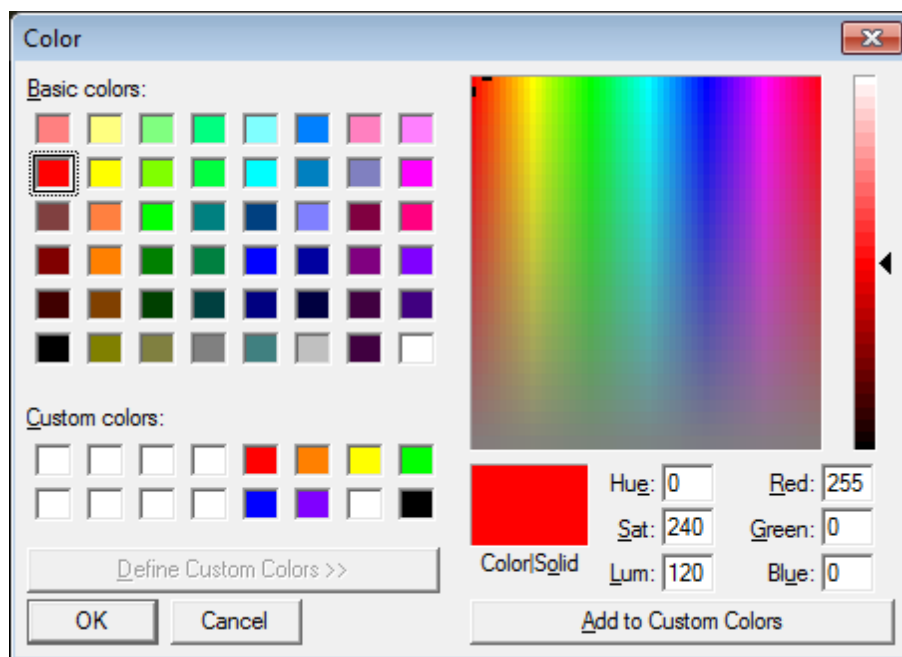 Color
Basic colors:
Custom colors:
Define Custom Colors >>
OK Cancel
Color|Solid
Hue: 0 Red: 255
Sat: 240 Green: 0
Lum: 120 Blue: 0
Add to Custom Colors